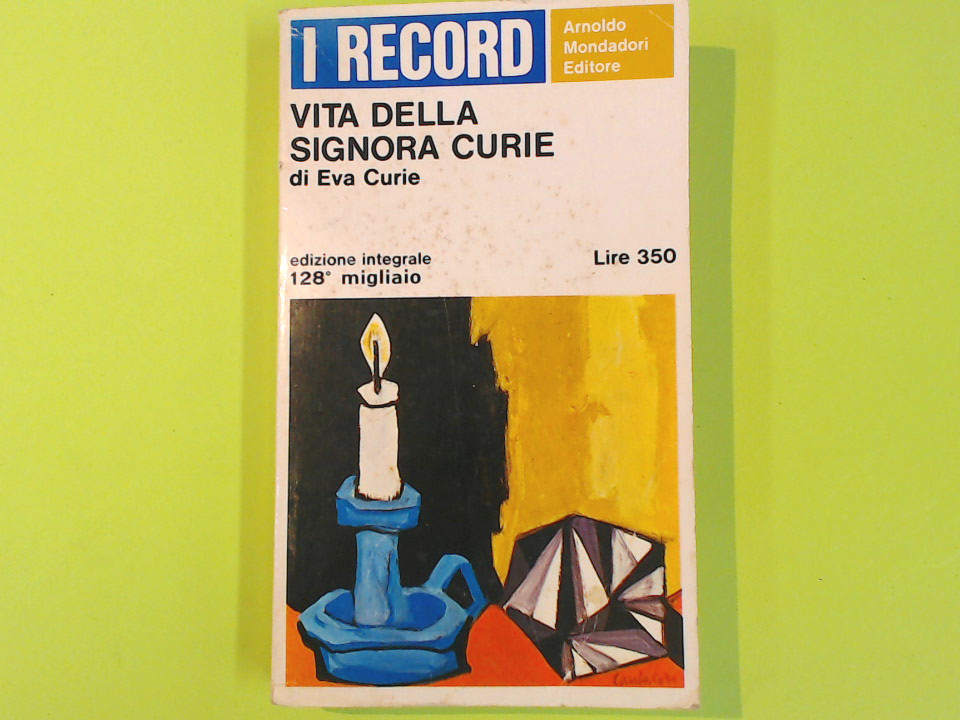 I RECORD
Arnoldo
Mondadori
Editore
VITA DELLA
SIGNORA CURIE
di Eva Curie
edizione integrale
128° migliaio
Lire 350